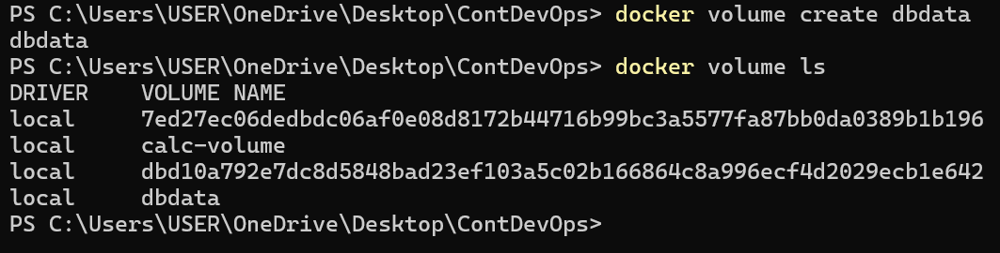 PS C:\Users\USER\OneDrive\Desktop\ContDevOps> docker volume create dbdata
dbdata
PS C:\Users\USER\OneDrive\Desktop\ContDevOps> docker volume ls
DRIVER    VOLUME NAME
local     7ed27ec06dedbdc06af0e08d8172b44716b99bc3a5577fa87bb0da0389b1b196
local     calc-volume
local     dbd10a792e7dc8d5848bad23ef103a5c02b166864c8a996ecf4d2029ecb1e642
local     dbdata
PS C:\Users\USER\OneDrive\Desktop\ContDevOps>